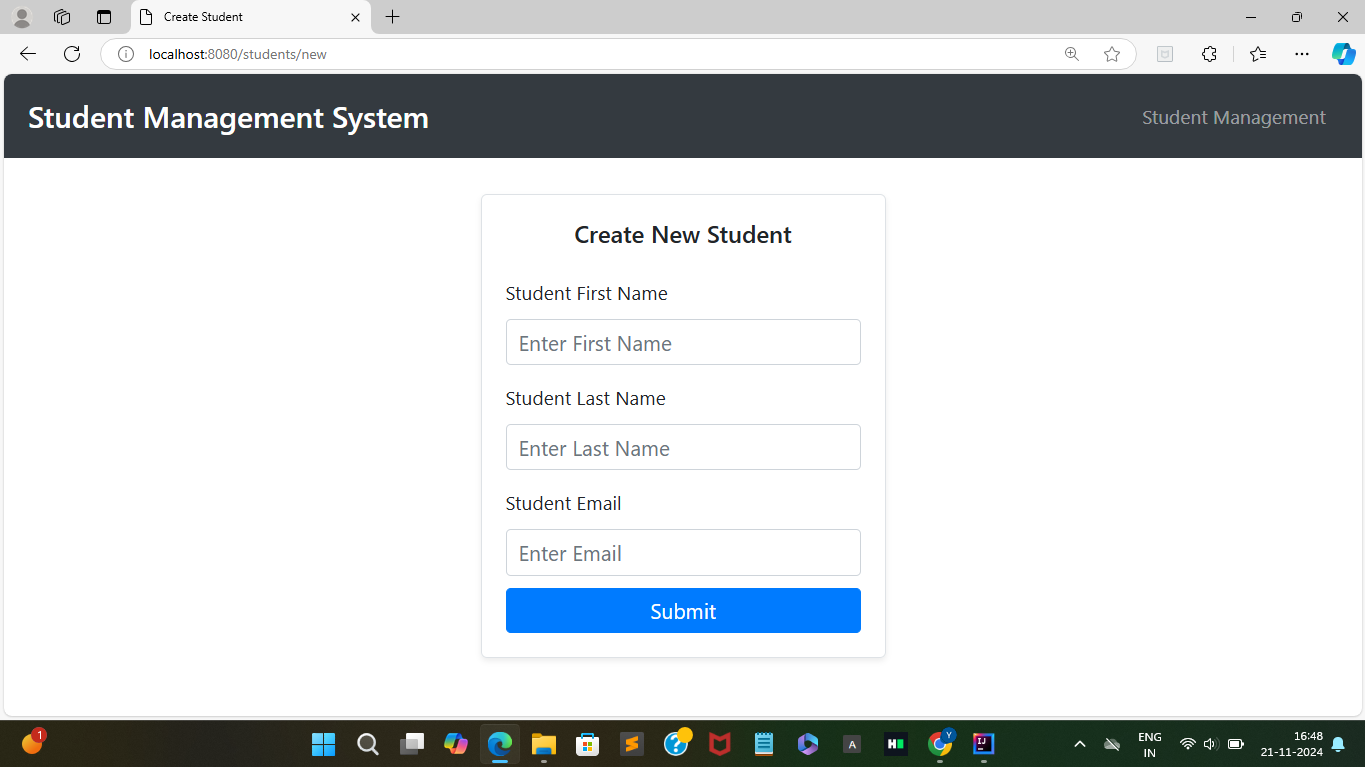 Create Student
localhost:8080/students/new
Student Management System
Student Management
Create New Student
Student First Name
Enter First Name
Student Last Name
Enter Last Name
Student Email
Enter Email
Submit
1
A
H
Y
IJ
ENG
IN
16:48
21-11-2024